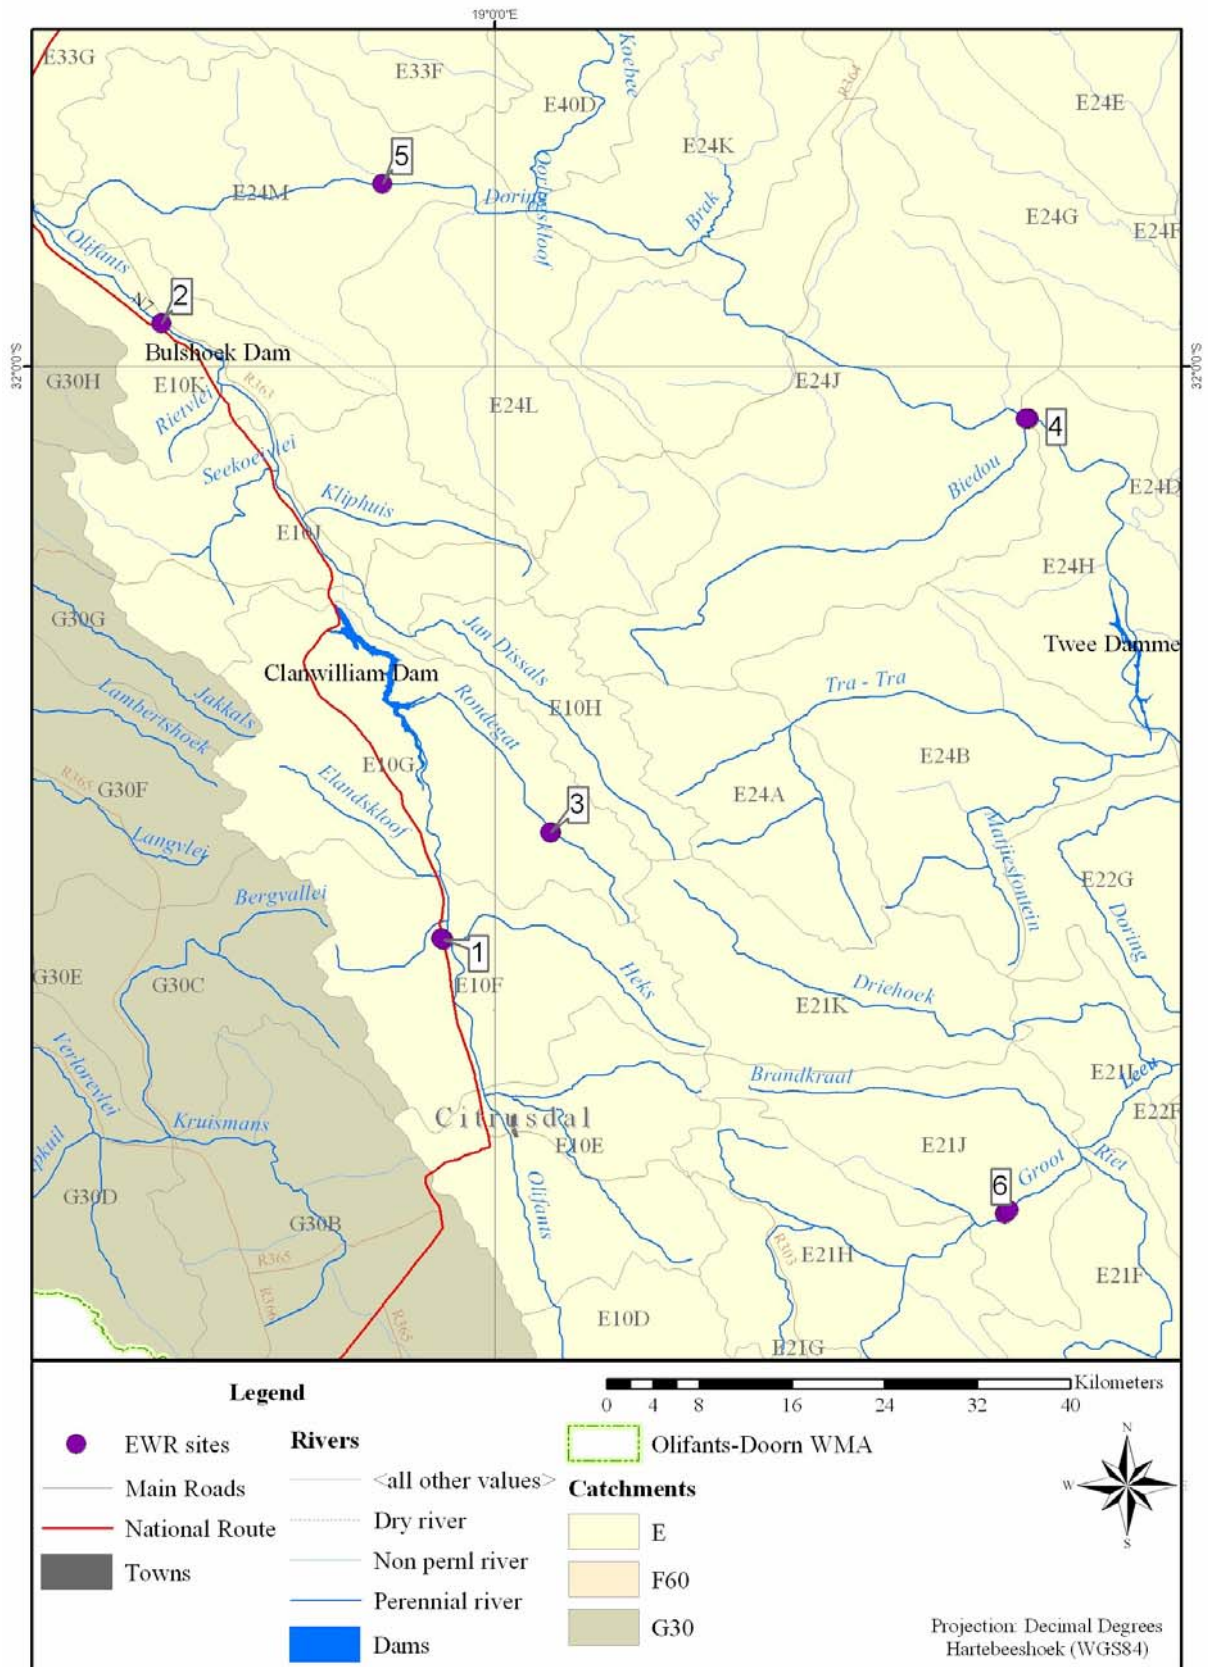 19°0'0"E
E33G
E33F
Koebee
R364
E40D
E24E
E24K
5
E24M
Doring
Oorlogskloof
Brak
E24G
E24F
Olifants
N7
2
Bulshoek Dam
32°0'0"S
32°0'0"S
G30H
E10K
R363
E24J
Rietvlei
E24L
4
Seekoeivlei
Biedou
Kliphuis
E24D
E10J
E24H
G30G
Jan Dissals
Twee Damme
Clanwilliam Dam
Tra - Tra
Jakkals
Lambertshoek
Rondegat
E10H
E24B
R365
G30F
E10G
E24A
Elandskloof
3
Matjiesfontein
Langvlei
E22G
Bergvallei
Doring
1
G30E
G30C
E10F
Heks
Driehoek
E21K
Verlorevlei
Brandkraal
E21L
Leeu
E22F
Kruismans
Citrusdal
E10E
E21J
Groot
Riet
G30D
6
G30B
Olifants
R365
R303
E21H
E21F
R366
R365
E10D
E21G
Legend
Kilometers
0 4 8 16 24 32 40
EWR sites
Main Roads
National Route
Towns
Rivers
<all other values>
Dry river
Non pernl river
Perennial river
Dams
Olifants-Doorn WMA
Catchments
E
F60
G30
N
W
S
Projection: Decimal Degrees
Hartebeeshoek (WGS84)